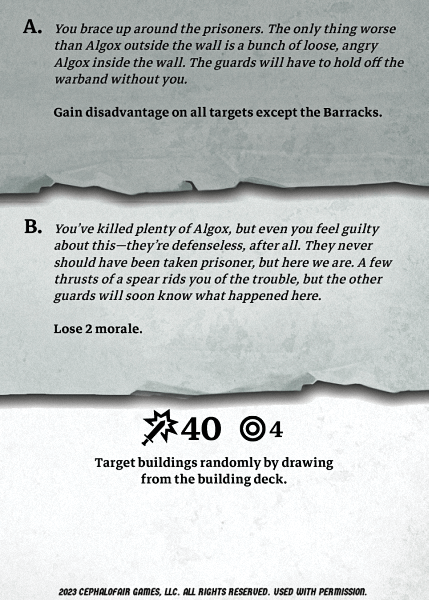 A. You brace up around the prisoners. The only thing worse
than Algox outside the wall is a bunch of loose, angry
Algox inside the wall. The guards will have to hold off the
warband without you.
Gain disadvantage on all targets except the Barracks.
B. You've killed plenty of Algox, but even you feel guilty
about this—they're defenseless, after all. They never
should have been taken prisoner, but here we are. A few
thrusts of a spear rids you of the trouble, but the other
guards will soon know what happened here.
Lose 2 morale.
40 4
Target buildings randomly by drawing
from the building deck.
2023 CEPHALOFAIR GAMES, LLC. ALL RIGHTS RESERVED. USED WITH PERMISSION.